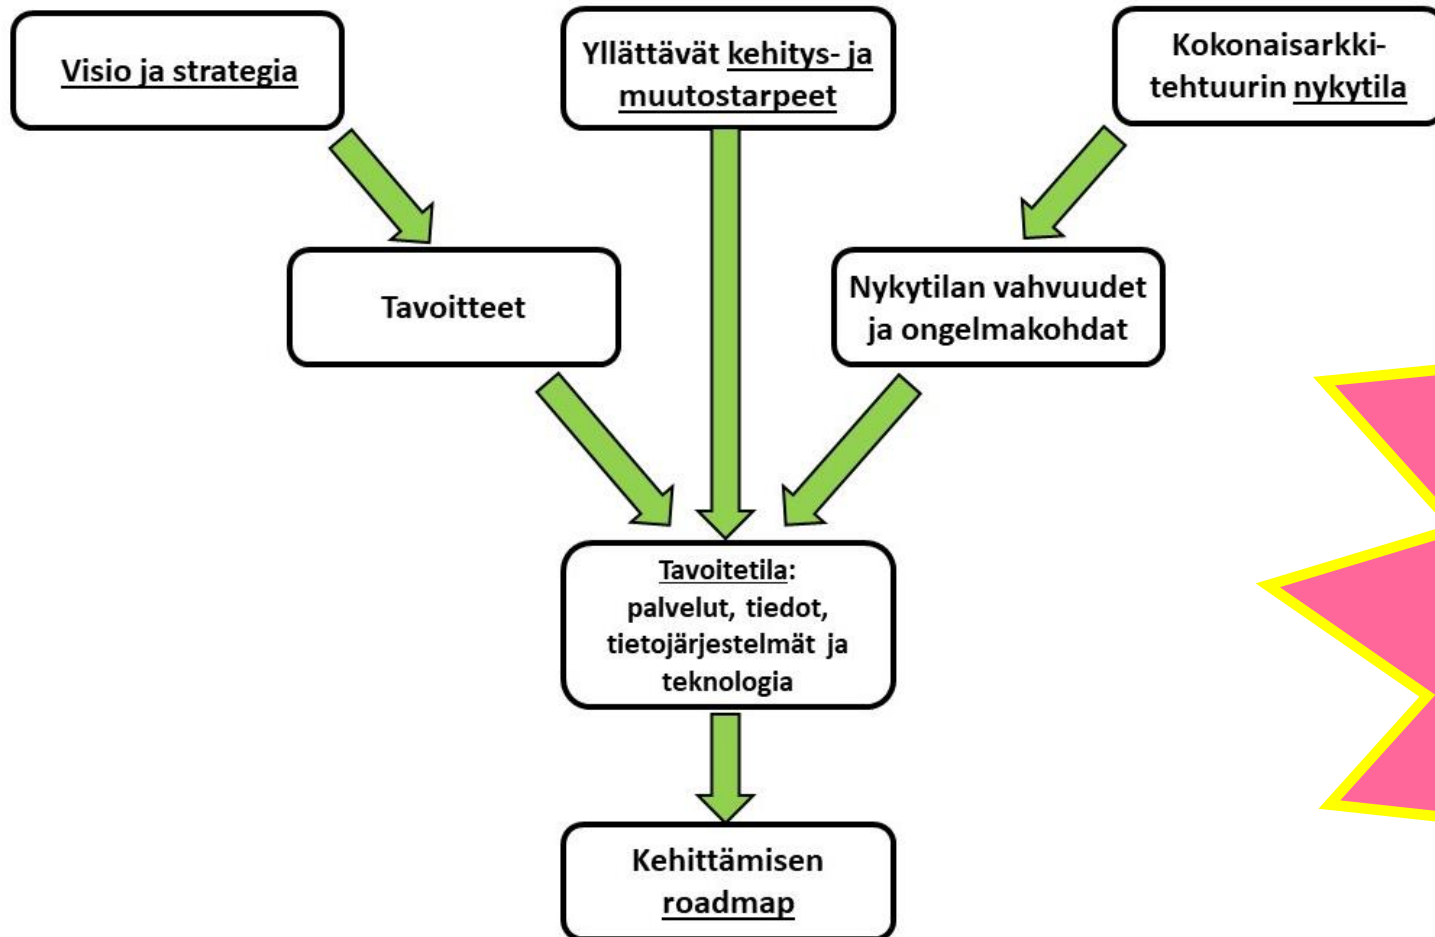 Visio ja strategia
Yllättävät kehitys- ja
muutostarpeet
Kokonaisarkki-
tehtuurin nykytila
Tavoitteet
Nykytilan vahvuudet
ja ongelmakohdat
Tavoitetila:
palvelut, tiedot,
tietojärjestelmät ja
teknologia
Kehittämisen
roadmap